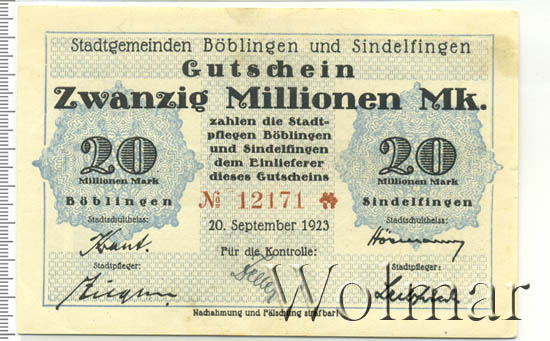 Stadtgemeinden Böblingen und Sindelfingen
Gutschein
Zwanzig Millionen Mk.
zahlen die Stadt-
pflegen Böblingen
und Sindelfingen
dem Einlieferer
dieses Gutscheins
20
Millionen Mark
Böblingen
Stadtschultheiss:
Kraut.
Stadtpfleger:
20
Millionen Mark
Sindelfingen
Stadtschultheiss:
Hörmann
Stadtpfleger:
№ 12171
20. September 1923
Für die Kontrolle:
Nachahmung und Fälschung strafbar!
Wolmar